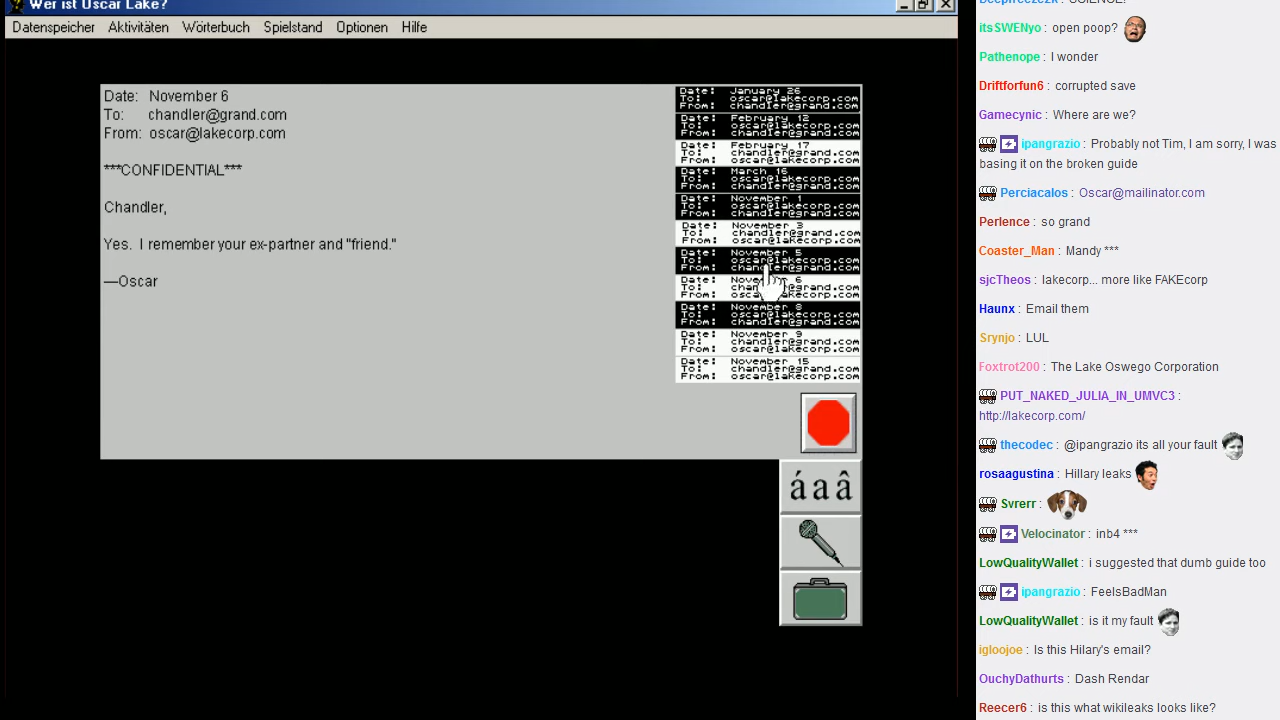 Wer ist Oscar Lake?
Datenspeicher Aktivitäten Wörterbuch Spielstand Optionen Hilfe
Date: November 6
To: chandler@grand.com
From: oscar@lakecorp.com
***CONFIDENTIAL***
Chandler,
Yes. I remember your ex-partner and "friend."
—Oscar
Date: January 26
To: oscar@lakecorp.com
From: chandler@grand.com
Date: February 12
To: oscar@lakecorp.com
From: chandler@grand.com
Date: February 17
To: chandler@grand.com
From: oscar@lakecorp.com
Date: March 16
To: oscar@lakecorp.com
From: chandler@grand.com
Date: November 1
To: oscar@lakecorp.com
From: chandler@grand.com
Date: November 3
To: chandler@grand.com
From: oscar@lakecorp.com
Date: November 5
To: oscar@lakecorp.com
From: chandler@grand.com
Date: 6
To:
From:
Date: November 8
To: oscar@lakecorp.com
From: chandler@grand.com
Date: November 9
To: chandler@grand.com
From: oscar@lakecorp.com
Date: November 15
To: chandler@grand.com
From: oscar@lakecorp.com
á a â
itsSWENyo : open poop?
Pathenope : I wonder
Driftforfun6 : corrupted save
Gamecynic : Where are we?
ipangrazio : Probably not Tim, I am sorry, I was
basing it on the broken guide
Perciacalos : Oscar@mailinator.com
Perlence : so grand
Coaster_Man : Mandy ***
sjcTheos : lakecorp... more like FAKEcorp
Haunx : Email them
Srynjo : LUL
Foxtrot200 : The Lake Oswego Corporation
PUT_NAKED_JULIA_IN_UMVC3 :
http://lakecorp.com/
thecodec : @ipangrazio its all your fault
rosaagustina : Hillary leaks
Svrerr :
Velocinator : inb4 ***
LowQualityWallet : i suggested that dumb guide too
ipangrazio : FeelsBadMan
LowQualityWallet : is it my fault
igloojoe : Is this Hilary's email?
OuchyDathurts : Dash Rendar
Reecer6 : is this what wikileaks looks like?